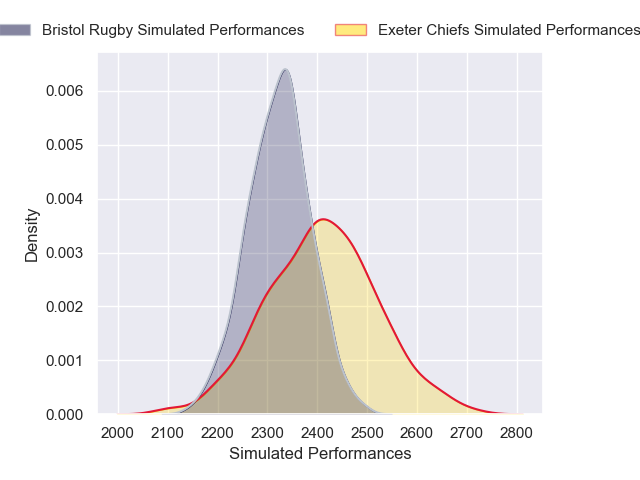 Bristol Rugby Simulated Performances Exeter Chiefs Simulated Performances
0.006
0.005
0.004
0.003
0.002
0.001
0.000
Density
2000 2100 2200 2300 2400 2500 2600 2700 2800
Simulated Performances